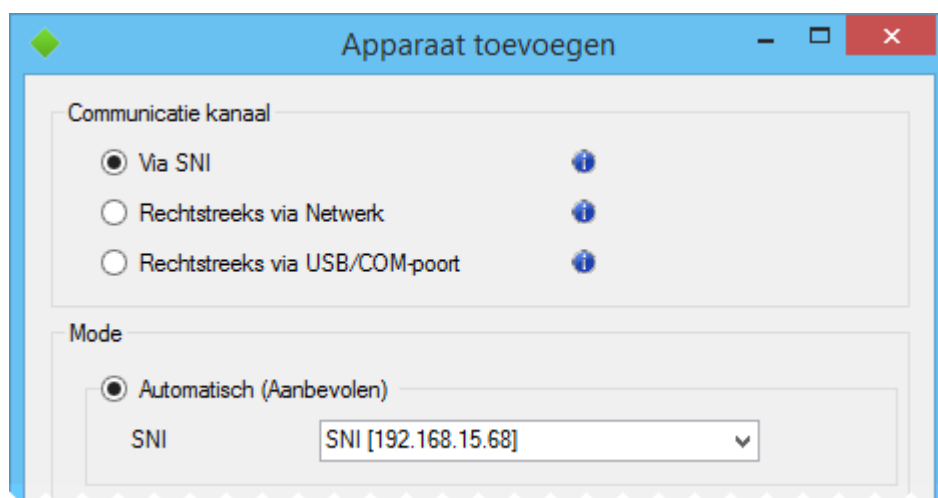 Apparaat toevoegen
Communicatie kanaal
Via SNI
Rechtstreeks via Netwerk
Rechtstreeks via USB/COM-poort
Mode
Automatisch (Aanbevolen)
SNI SNI [192.168.15.68]